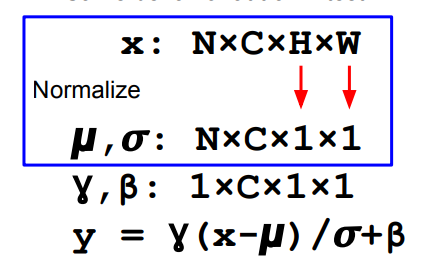 x: N×C×H×W
Normalize
μ,σ: N×C×1×1
γ,β: 1×C×1×1
y = γ(x-μ)/σ+β